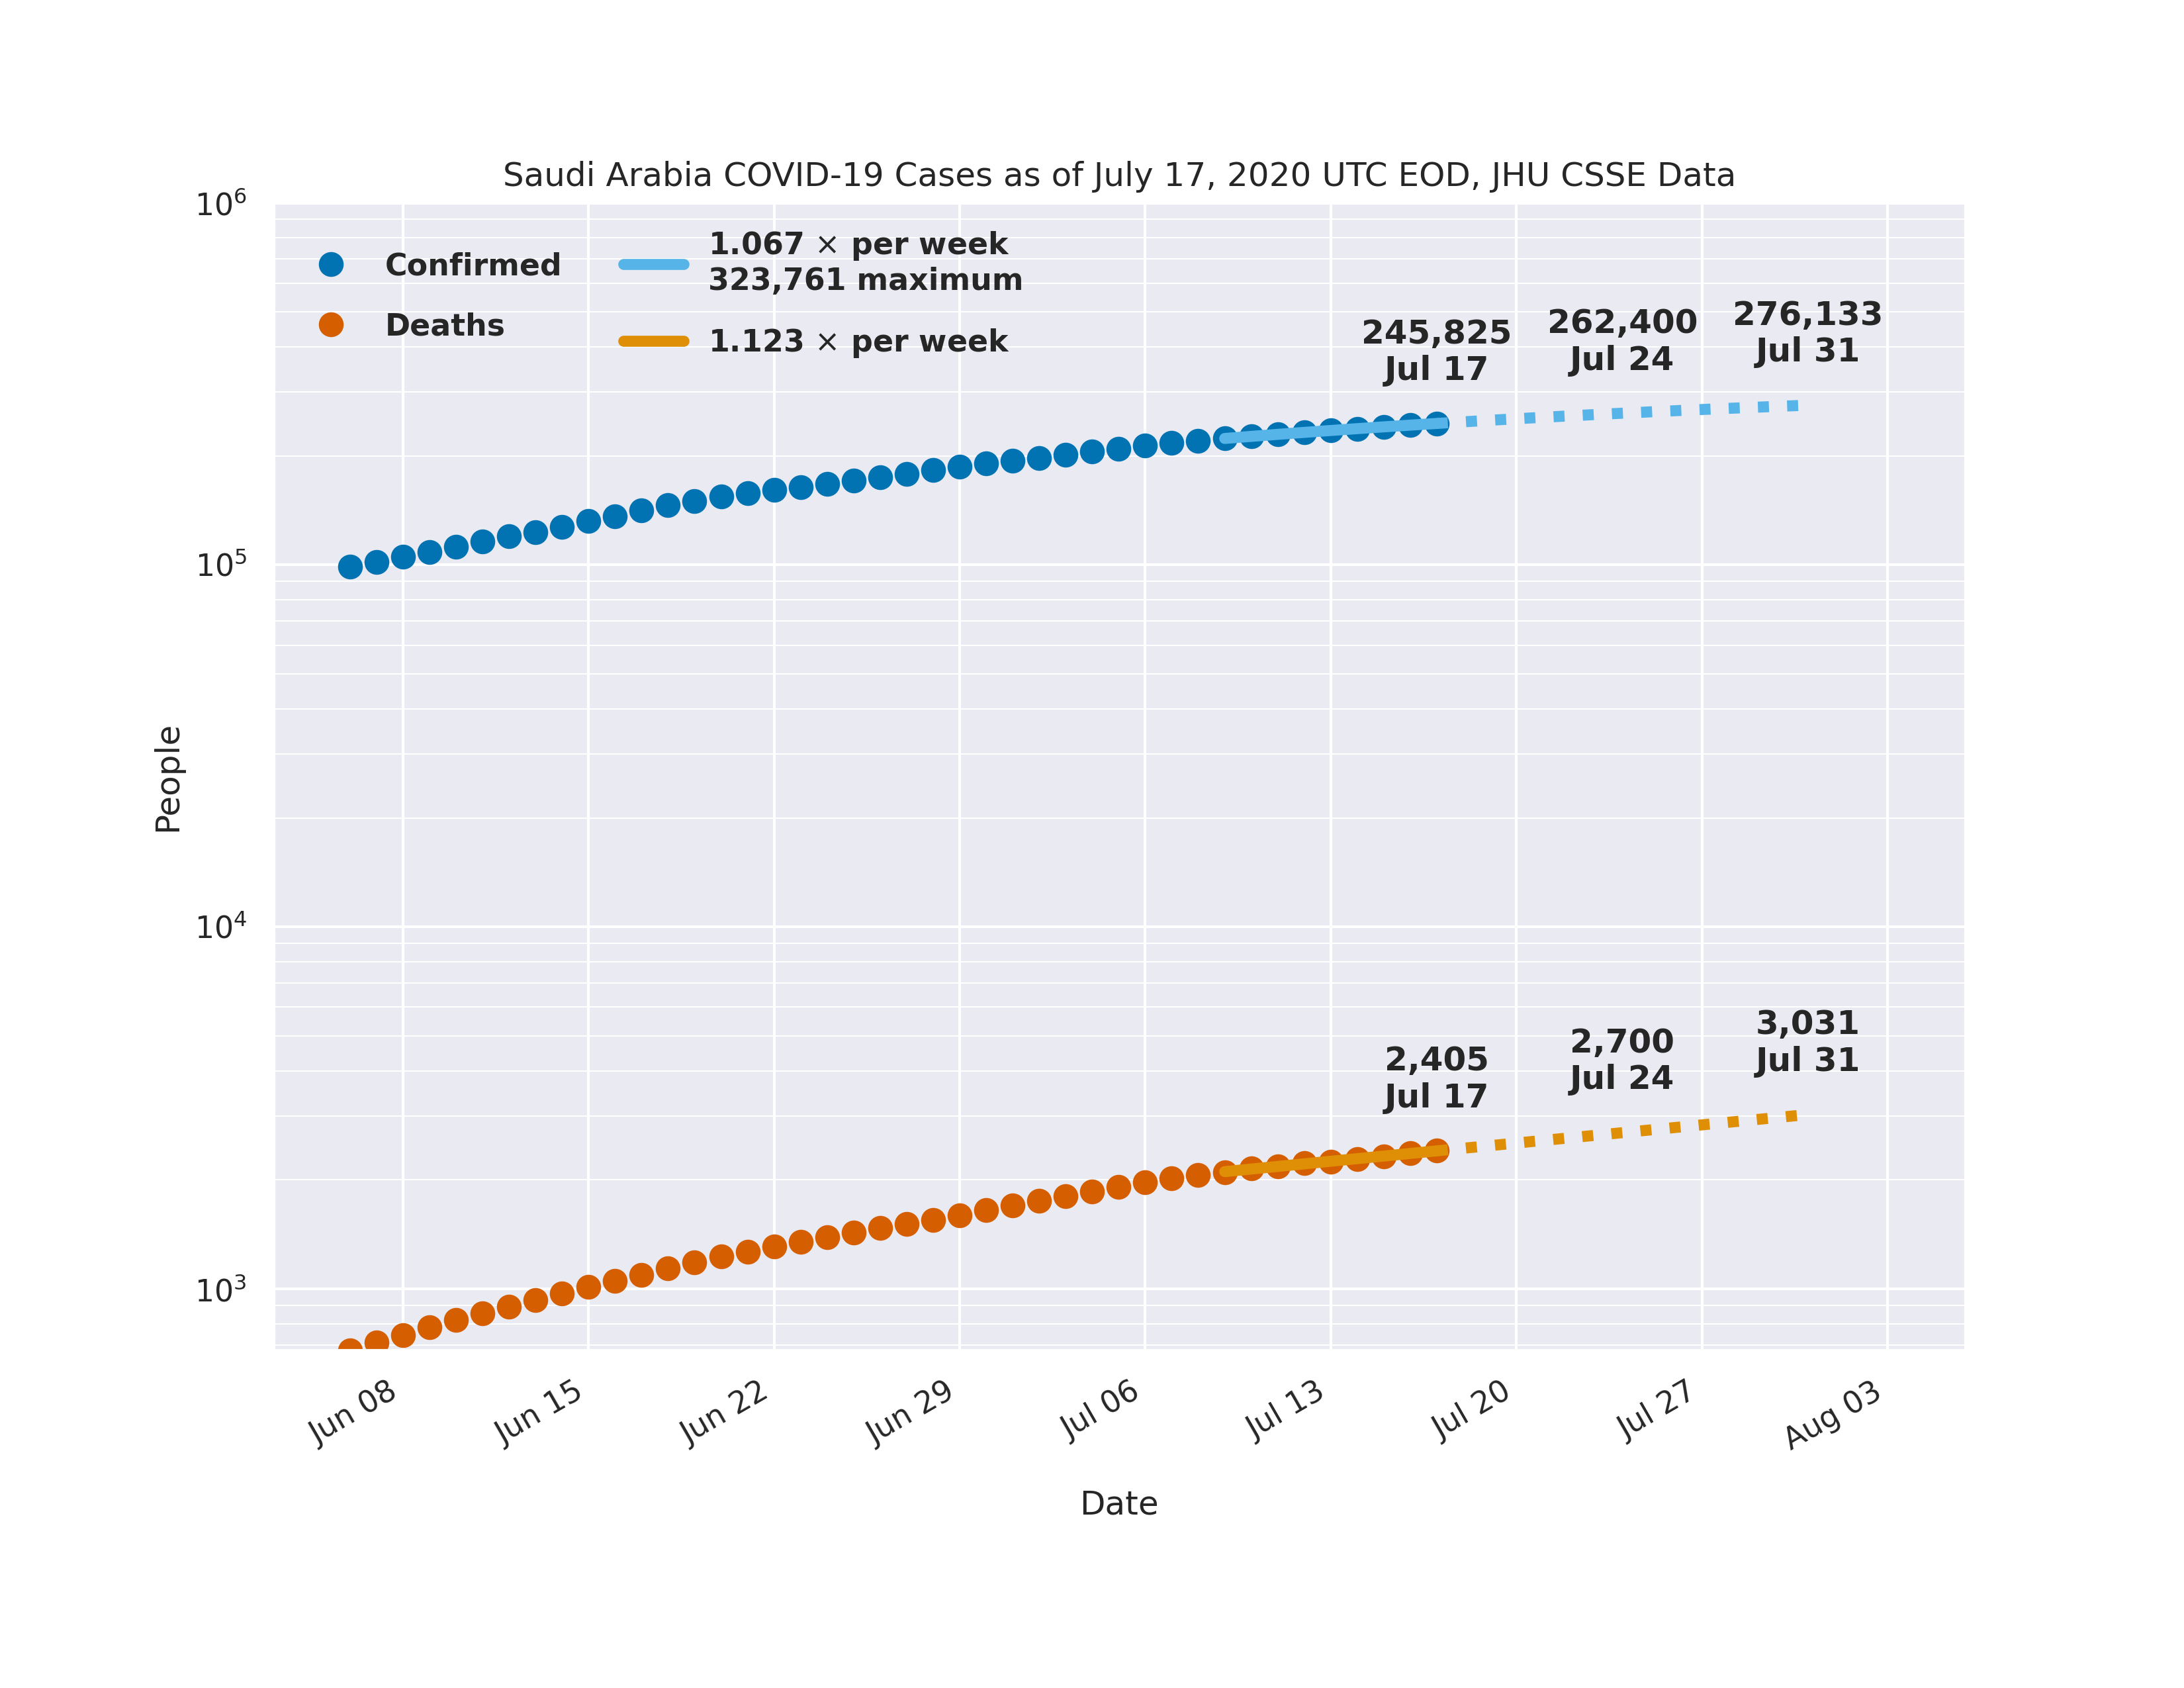 Saudi Arabia COVID-19 Cases as of July 17, 2020 UTC EOD, JHU CSSE Data
Confirmed
Deaths
1.067 × per week
323,761 maximum
1.123 × per week
245,825
Jul 17
262,400
Jul 24
276,133
Jul 31
2,405
Jul 17
2,700
Jul 24
3,031
Jul 31
People
10⁶
10⁵
10⁴
10³
Jun 08
Jun 15
Jun 22
Jun 29
Jul 06
Jul 13
Jul 20
Jul 27
Aug 03
Date